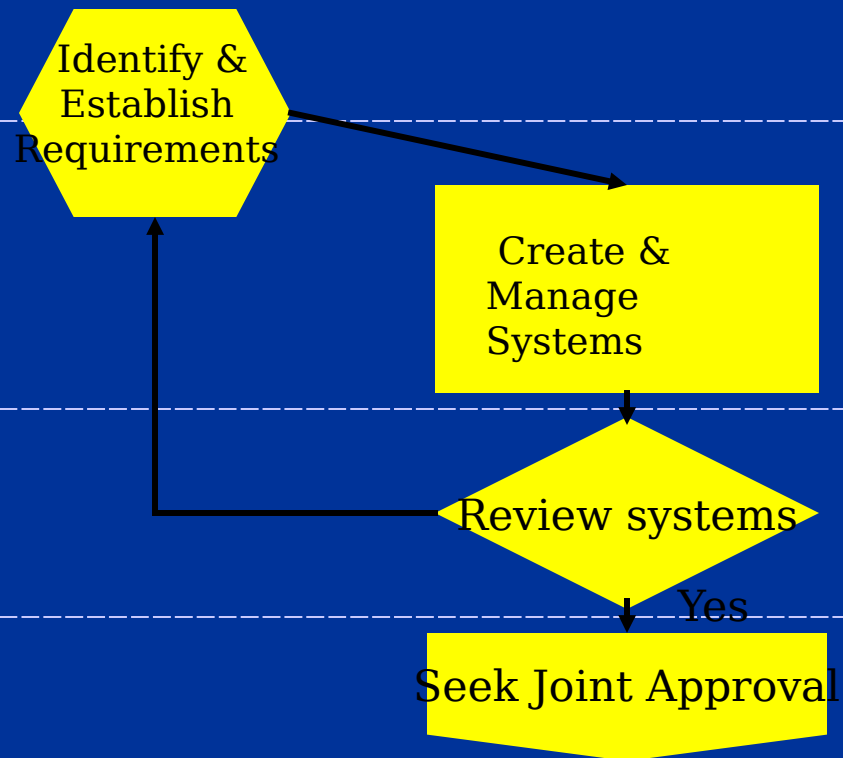 Identify &
Establish
Requirements
Create &
Manage
Systems
Review systems
Yes
Seek Joint Approval